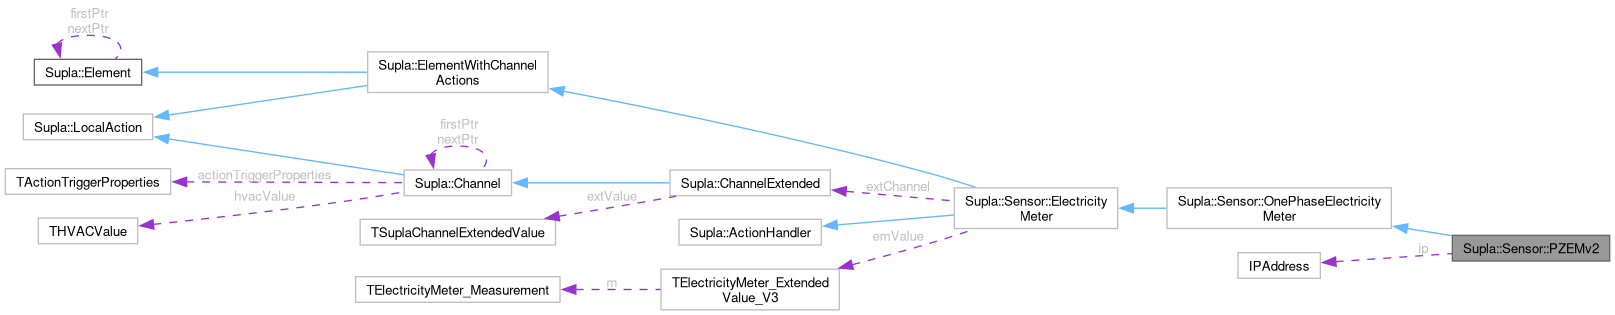 firstPtr
nextPtr
Supla::Element
Supla::ElementWithChannel
Actions
Supla::LocalAction
firstPtr
nextPtr
TActionTriggerProperties
actionTriggerProperties
Supla::Channel
Supla::ChannelExtended
extChannel
hvacValue
extValue
THVACValue
TSuplaChannelExtendedValue
Supla::ActionHandler
Supla::Sensor::Electricity
Meter
Supla::Sensor::OnePhaseElectricity
Meter
emValue
ip
Supla::Sensor::PZEMv2
IPAddress
TElectricityMeter_Measurement
m
TElectricityMeter_Extended
Value_V3